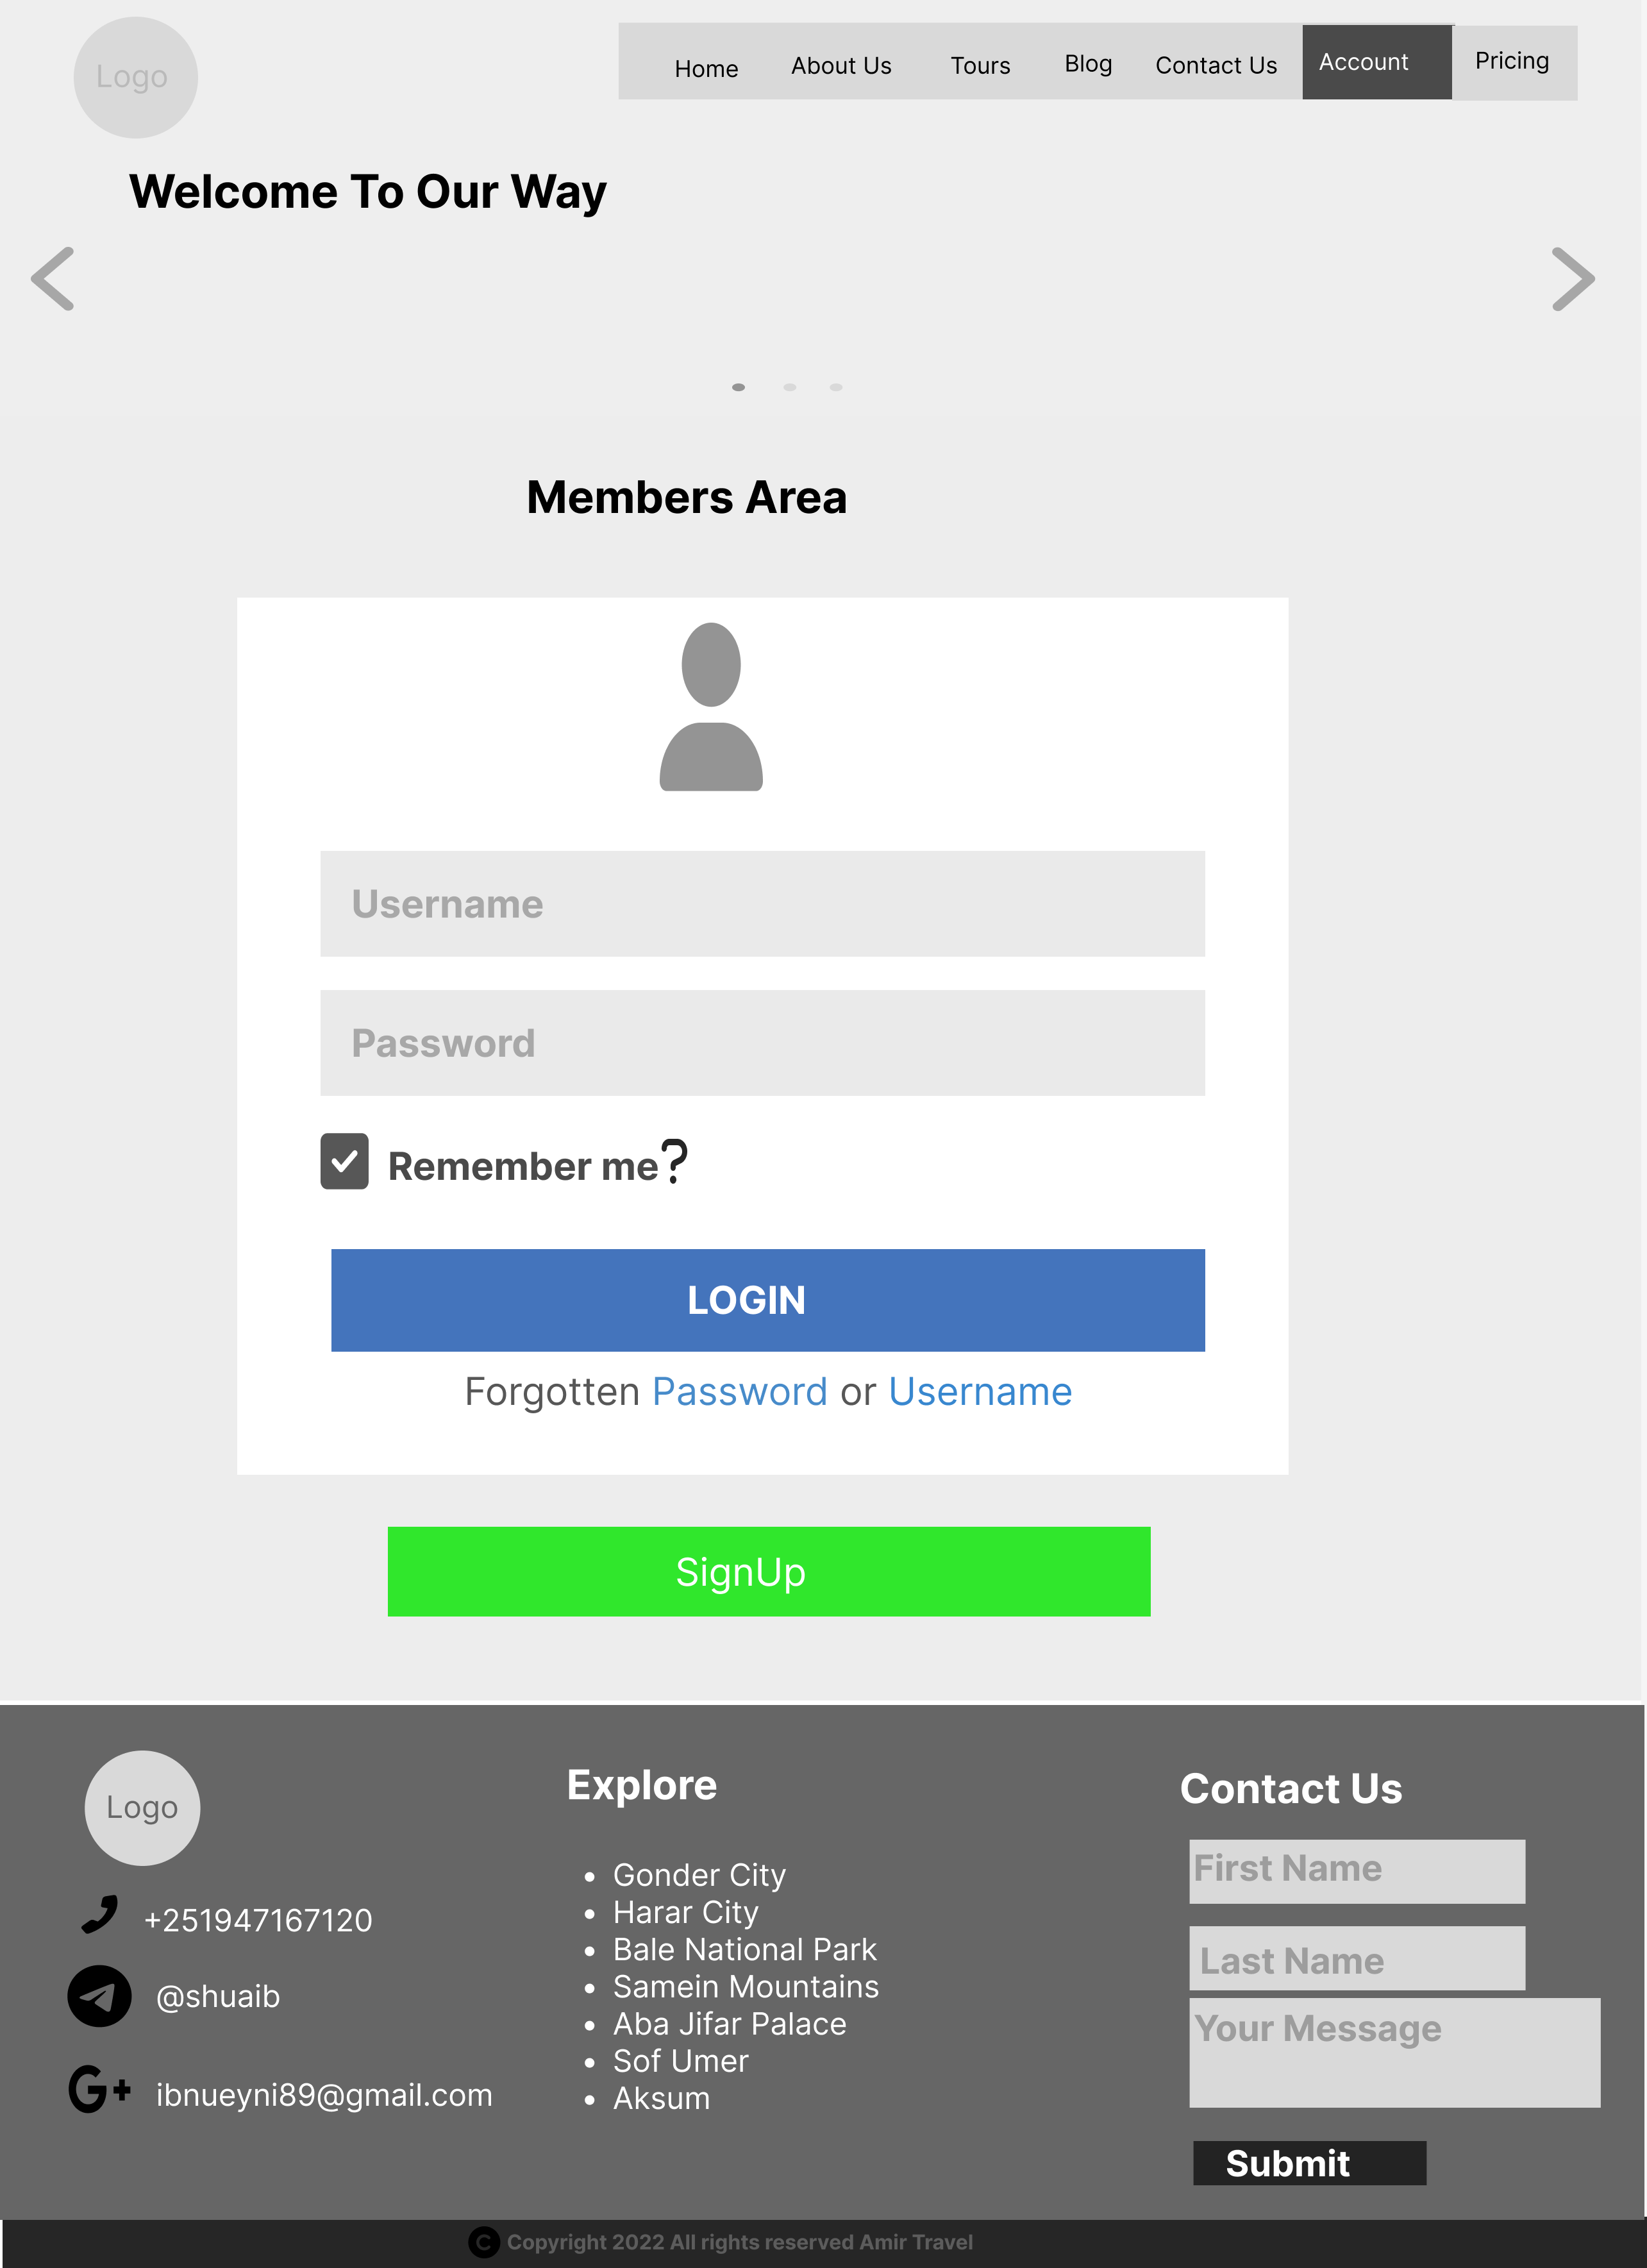 Logo
Home About Us Tours Blog Contact Us Account Pricing
Welcome To Our Way
Members Area
Username
Password
Remember me?
LOGIN
Forgotten Password or Username
SignUp
Logo
+251947167120
@shuaib
G+ ibnueyni89@gmail.com
Explore
Gonder City
Harar City
Bale National Park
Samein Mountains
Aba Jifar Palace
Sof Umer
Aksum
Contact Us
First Name
Last Name
Your Message
Submit
© Copyright 2022 All rights reserved Amir Travel